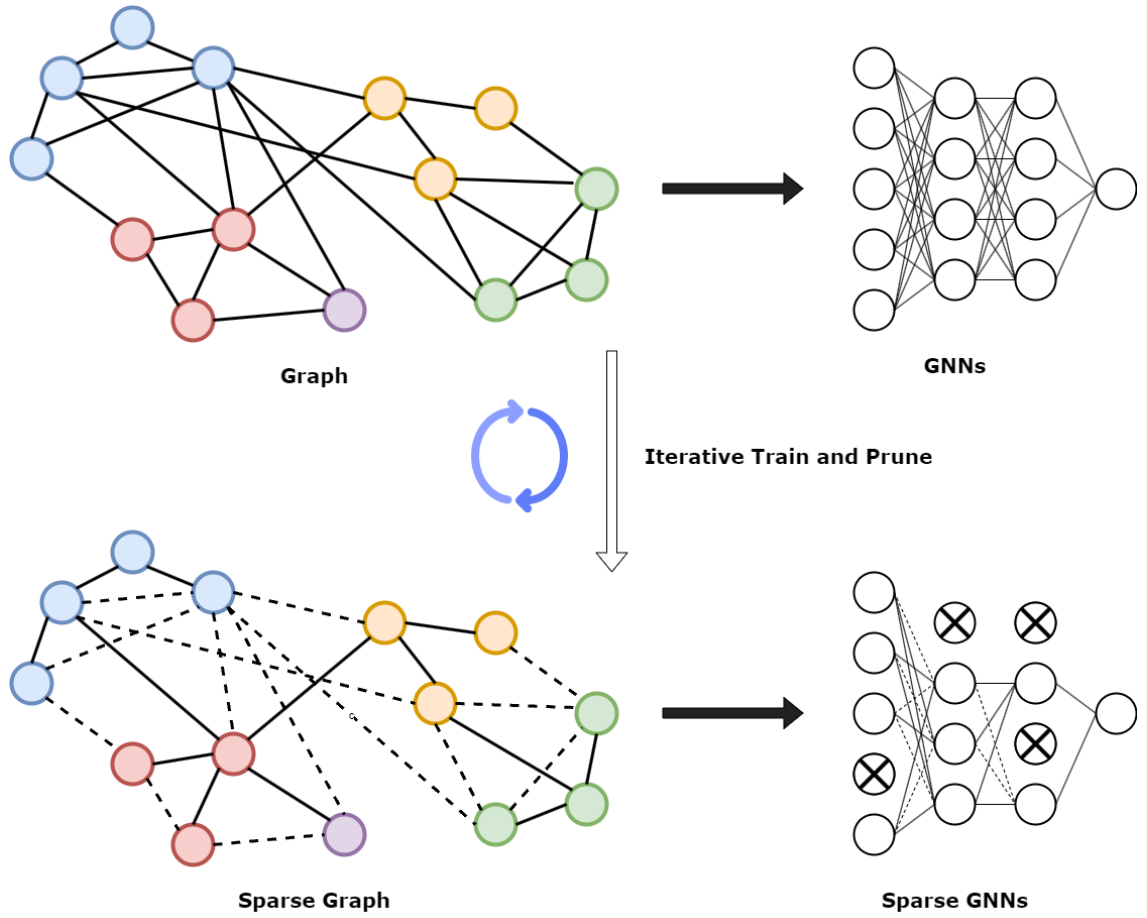 Graph
GNNs
Iterative Train and Prune
Sparse Graph
Sparse GNNs